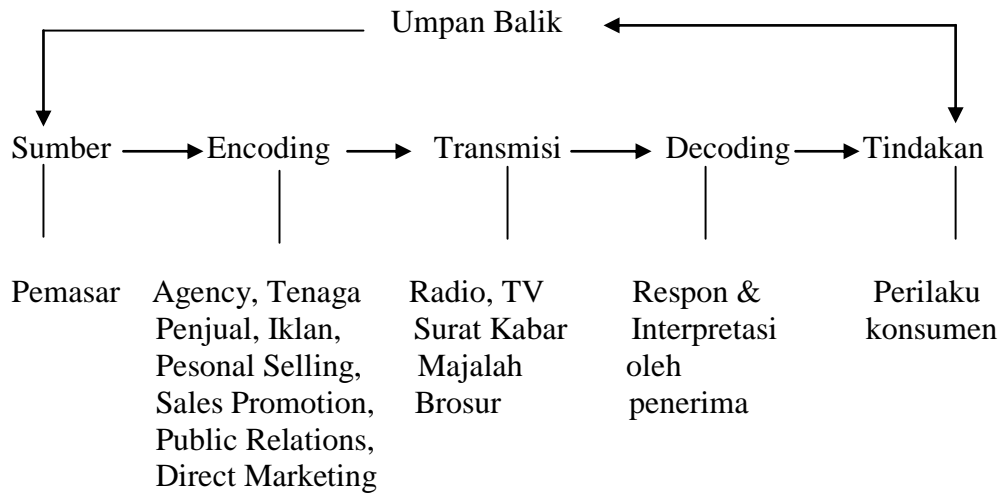 Umpan Balik
Sumber Encoding Transmisi Decoding Tindakan
Pemasar Agency, Tenaga Radio, TV Respon & Perilaku
Penjual, Iklan, Surat Kabar Interpretasi konsumen
Pesonal Selling, Majalah oleh
Sales Promotion, Brosur penerima
Public Relations,
Direct Marketing